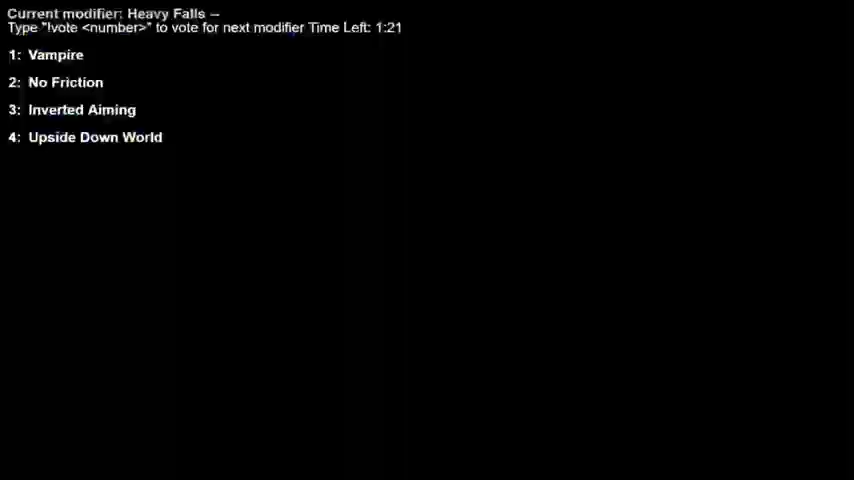 Current modifier: Heavy Falls --
Type "!vote <number>" to vote for next modifier Time Left: 1:21
1: Vampire
2: No Friction
3: Inverted Aiming
4: Upside Down World